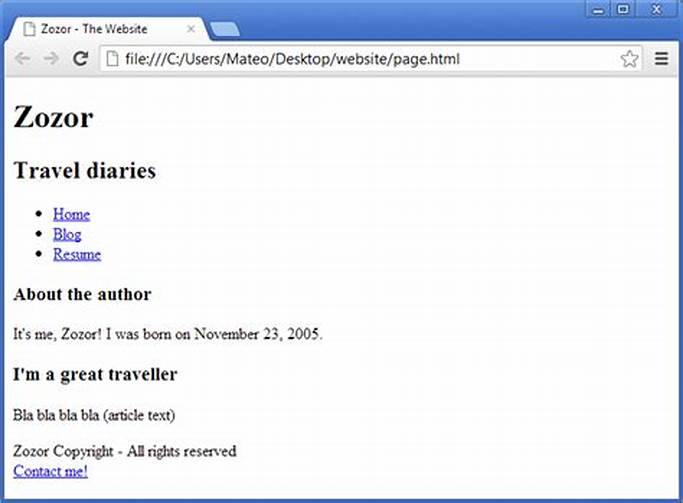 Zozor - The Website
file:///C:/Users/Mateo/Desktop/website/page.html
Zozor
Travel diaries
Home
Blog
Resume
About the author
It's me, Zozor! I was born on November 23, 2005.
I'm a great traveller
Bla bla bla bla (article text)
Zozor Copyright - All rights reserved
Contact me!